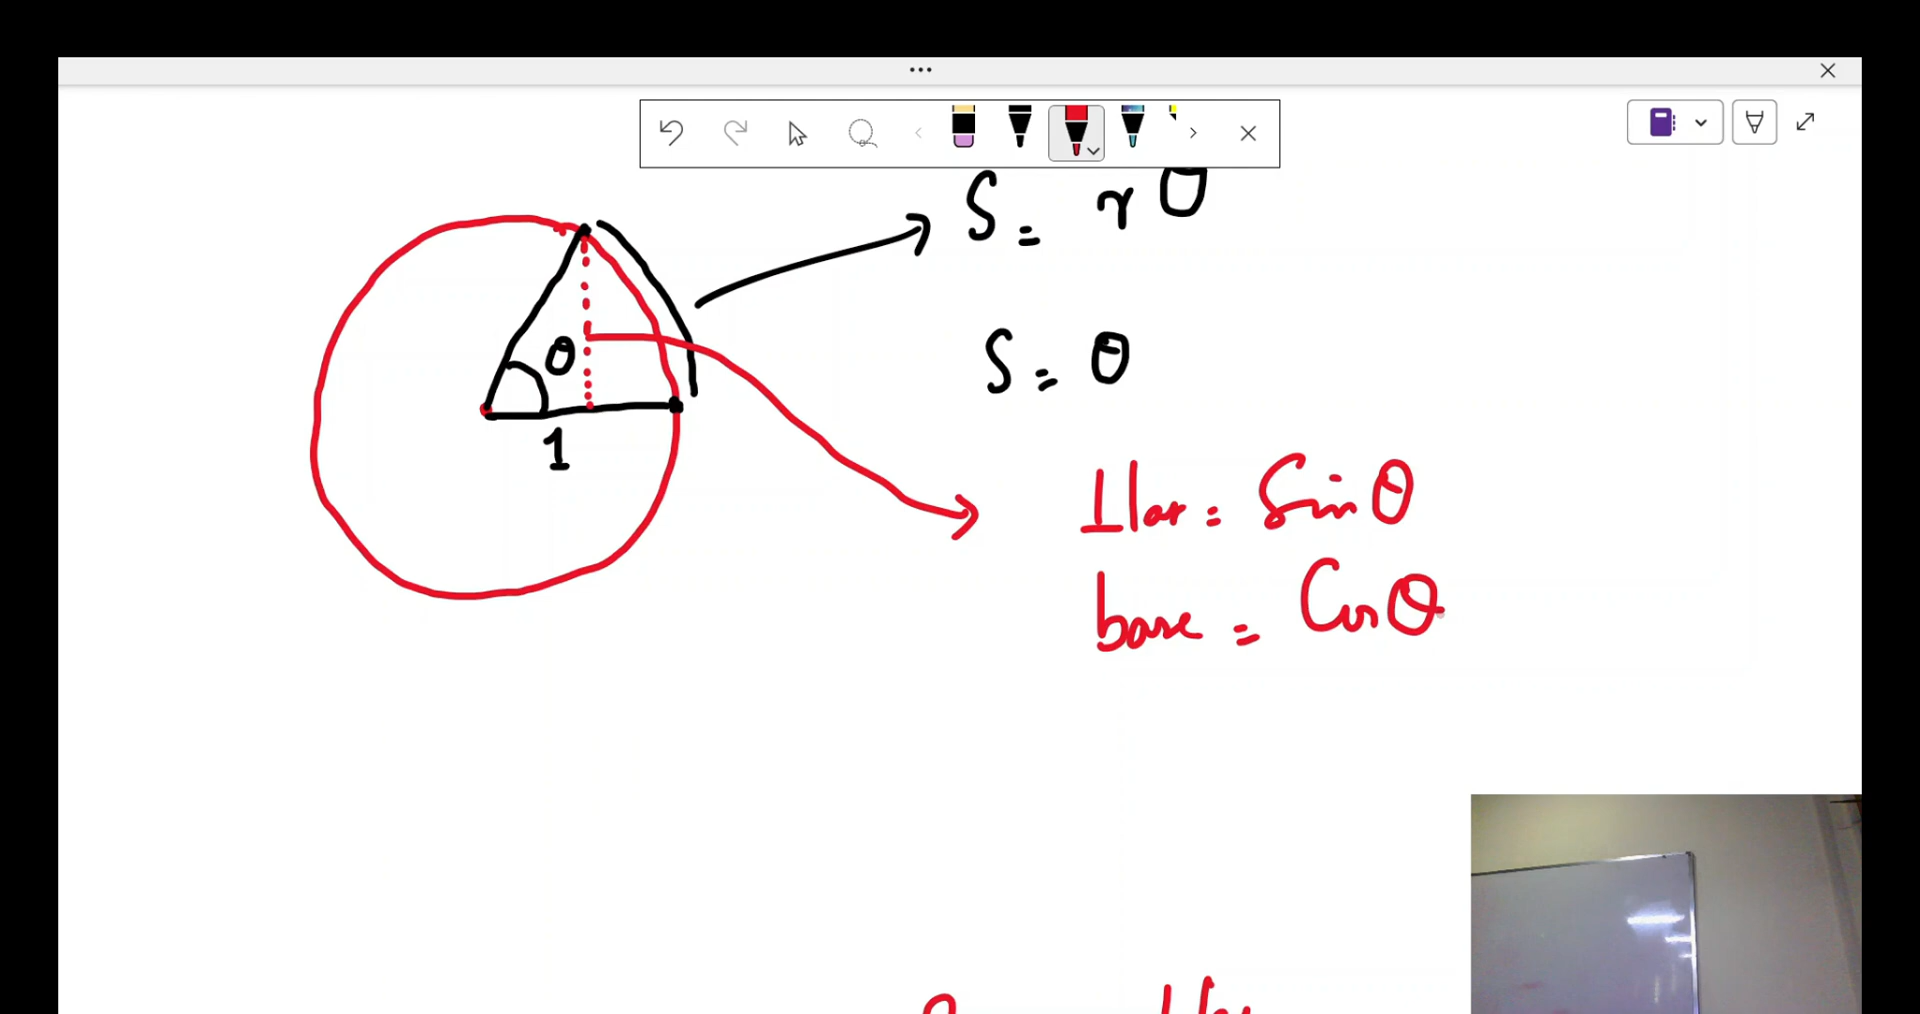 S = rθ
θ
S = θ
1
⊥lar = Sinθ
base = Cosθ